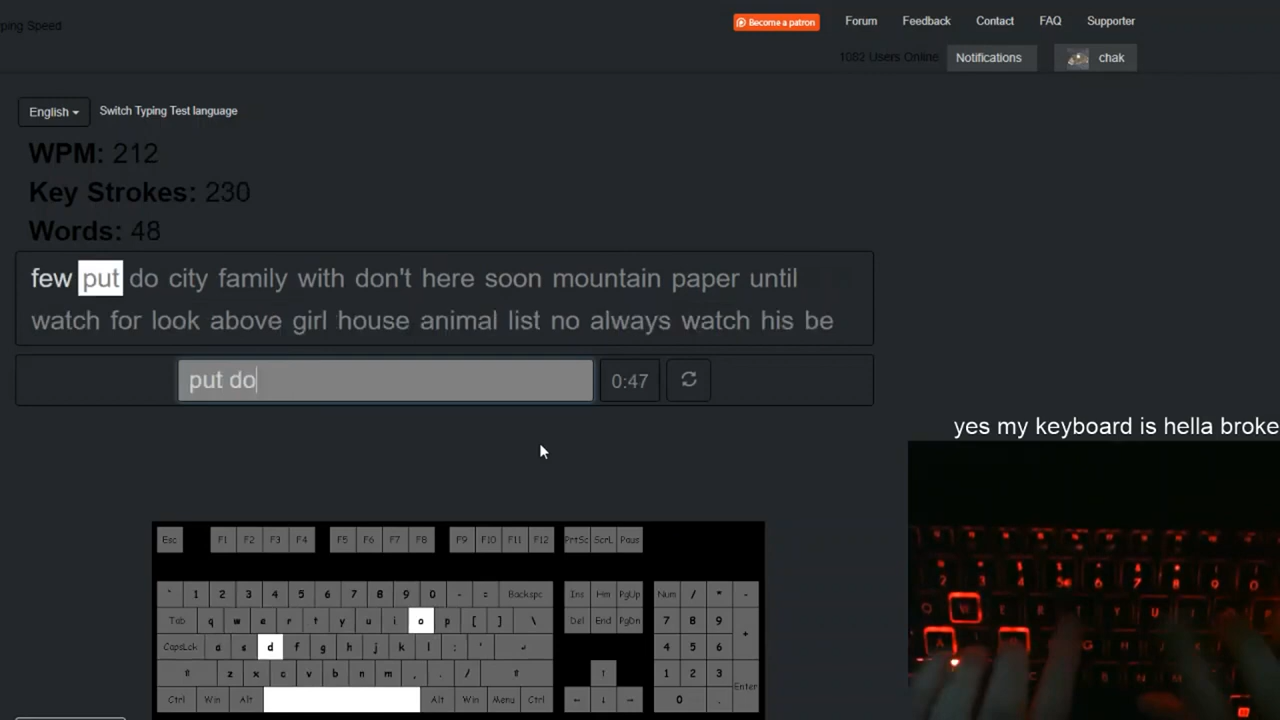 ping Speed
Become a patron
Forum Feedback Contact FAQ Supporter
1082 Users Online Notifications chak
English Switch Typing Test language
WPM: 212
Key Strokes: 230
Words: 48
few put do city family with don't here soon mountain paper until
watch for look above girl house animal list no always watch his be
put do 0:47
yes my keyboard is hella broke
Esc F1 F2 F3 F4 F5 F6 F7 F8 F9 F10 F11 F12 PrtSc ScrL Paus
` 1 2 3 4 5 6 7 8 9 0 - = Backspc Ins Hm PgUp Num / * -
Tab q w e r t y u i o p [ ] \ Del End PgDn 7 8 9 +
CapsLck a s d f g h j k l ; ' 4 5 6
z x c v b n m , . / 1 2 3 Enter
Ctrl Win Alt Alt Win Menu Ctrl 0 .